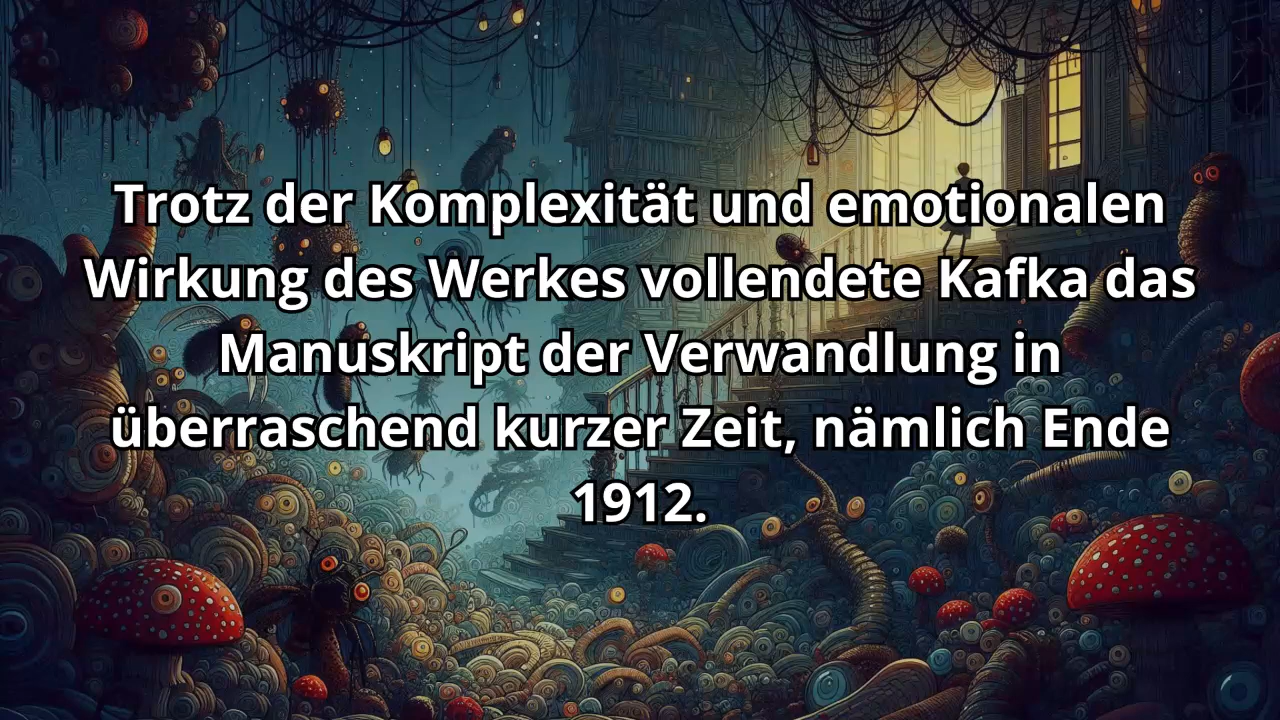 Trotz der Komplexität und emotionalen
Wirkung des Werkes vollendete Kafka das
Manuskript der Verwandlung in
überraschend kurzer Zeit, nämlich Ende
1912.